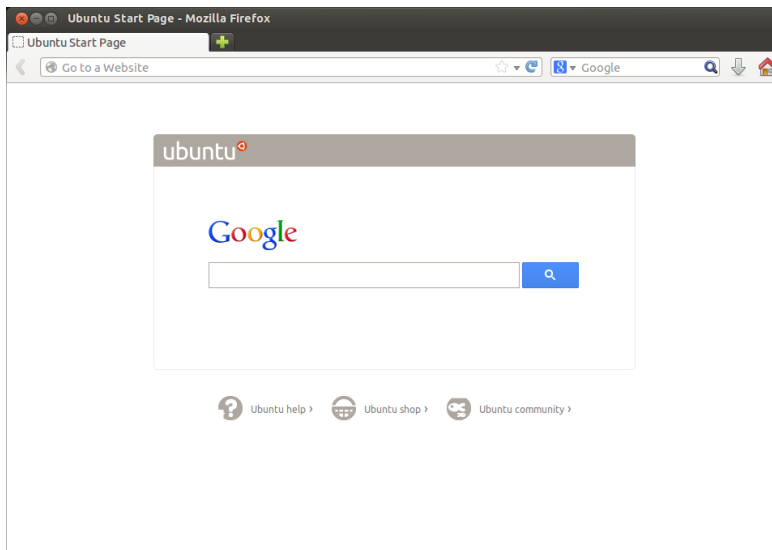 Ubuntu Start Page - Mozilla Firefox
Ubuntu Start Page
Go to a Website
8 Google
ubuntu
Google
Ubuntu help › Ubuntu shop › Ubuntu community ›